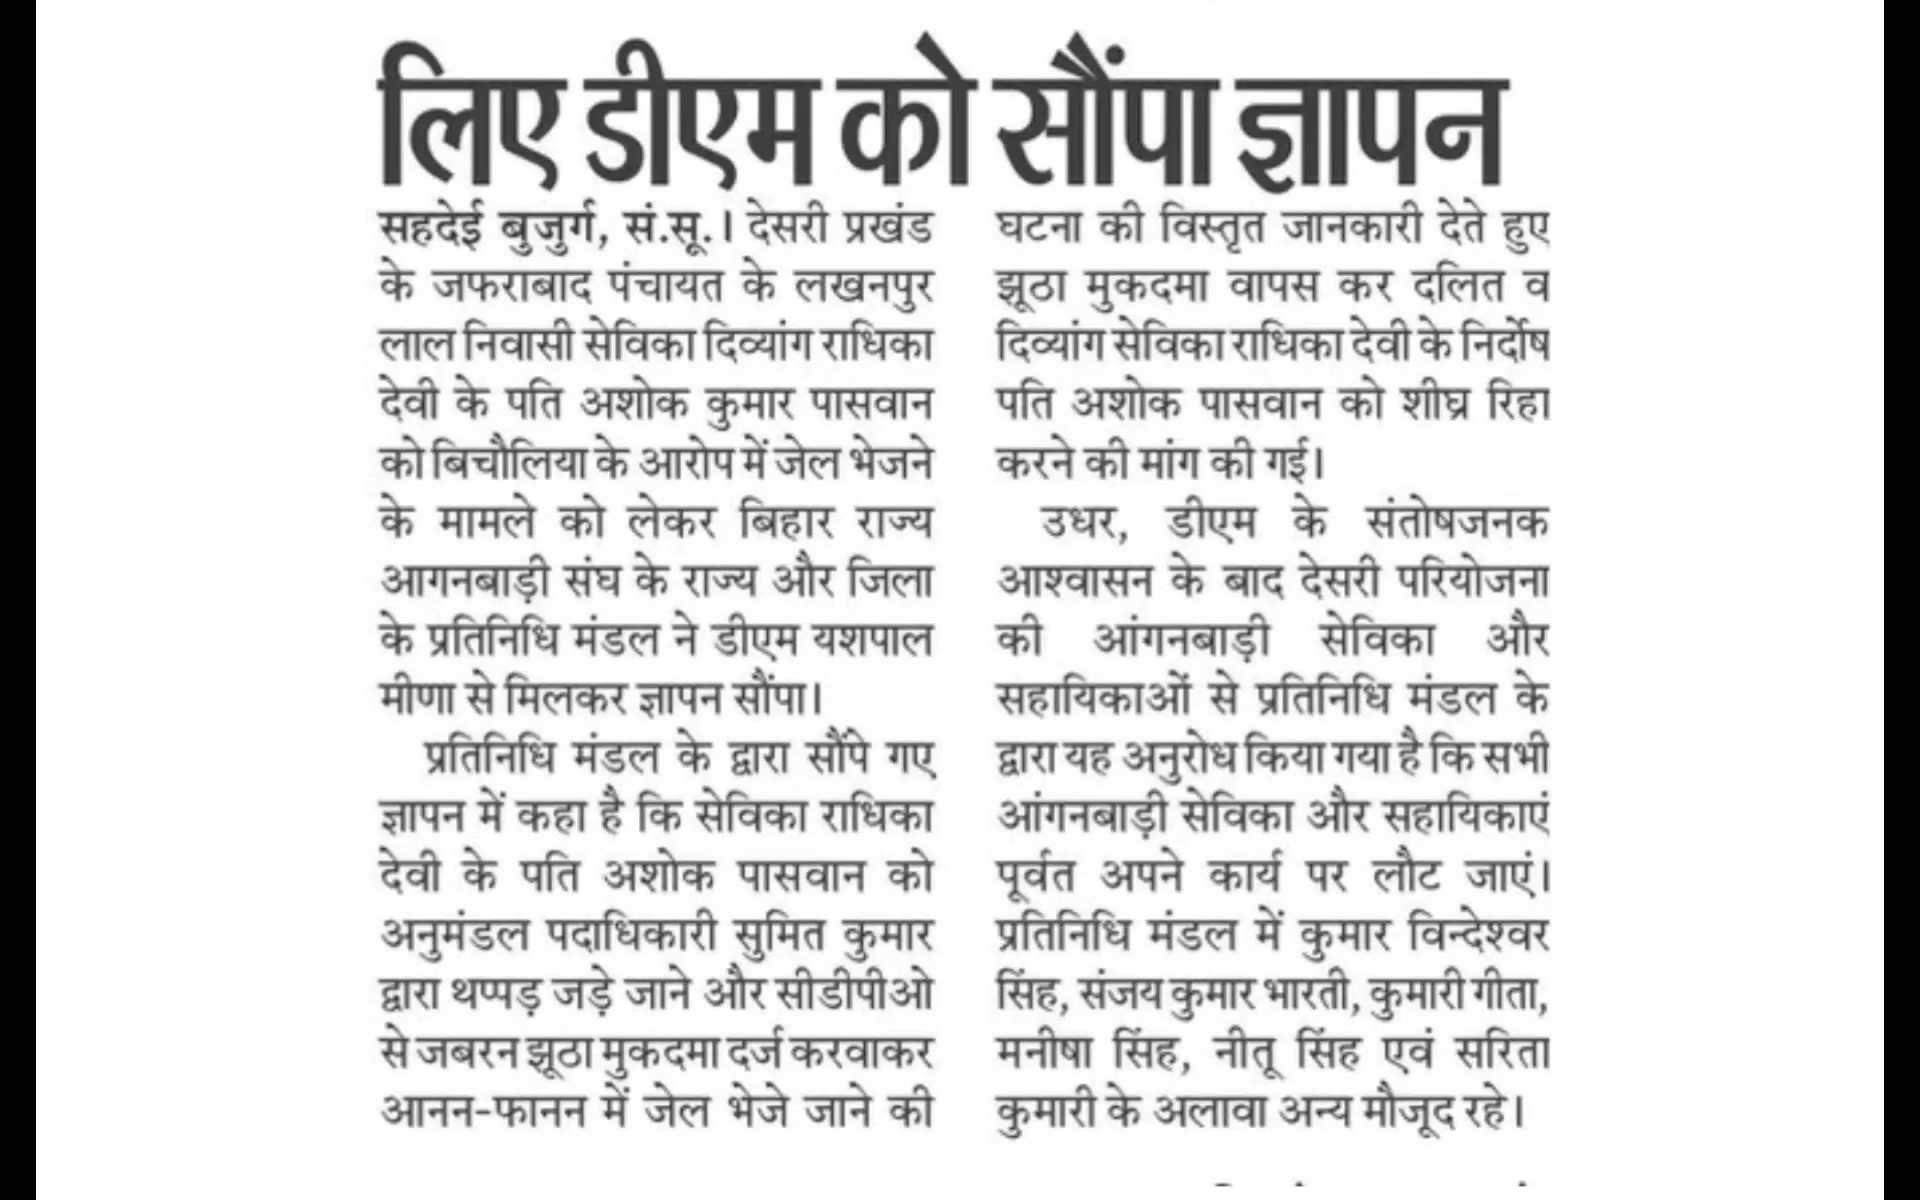 लिए डीएम को सौंपा ज्ञापन
सहदेई बुजुर्ग, सं.सू.। देसरी प्रखंड
के जफराबाद पंचायत के लखनपुर
लाल निवासी सेविका दिव्यांग राधिका
देवी के पति अशोक कुमार पासवान
को बिचौलिया के आरोप में जेल भेजने
के मामले को लेकर बिहार राज्य
आगनबाड़ी संघ के राज्य और जिला
के प्रतिनिधि मंडल ने डीएम यशपाल
मीणा से मिलकर ज्ञापन सौंपा।
प्रतिनिधि मंडल के द्वारा सौंपे गए
ज्ञापन में कहा है कि सेविका राधिका
देवी के पति अशोक पासवान को
अनुमंडल पदाधिकारी सुमित कुमार
द्वारा थप्पड़ जड़े जाने और सीडीपीओ
से जबरन झूठा मुकदमा दर्ज करवाकर
आनन-फानन में जेल भेजे जाने की
घटना की विस्तृत जानकारी देते हुए
झूठा मुकदमा वापस कर दलित व
दिव्यांग सेविका राधिका देवी के निर्दोष
पति अशोक पासवान को शीघ्र रिहा
करने की मांग की गई।
उधर, डीएम के संतोषजनक
आश्वासन के बाद देसरी परियोजना
की आंगनबाड़ी सेविका और
सहायिकाओं से प्रतिनिधि मंडल के
द्वारा यह अनुरोध किया गया है कि सभी
आंगनबाड़ी सेविका और सहायिकाएं
पूर्वत अपने कार्य पर लौट जाएं।
प्रतिनिधि मंडल में कुमार विन्देश्वर
सिंह, संजय कुमार भारती, कुमारी गीता,
मनीषा सिंह, नीतू सिंह एवं सरिता
कुमारी के अलावा अन्य मौजूद रहे।